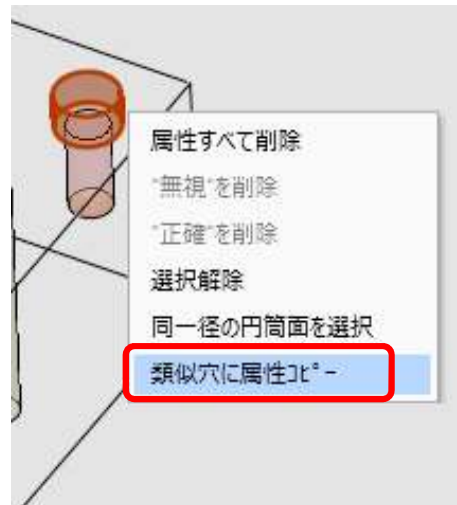 属性すべて削除
"無視"を削除
"正確"を削除
選択解除
同一径の円筒面を選択
類似穴に属性ｺﾋﾟｰ